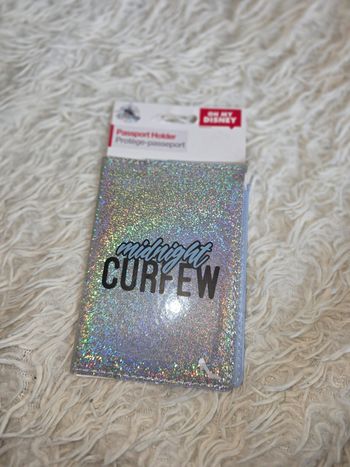 OH MY
DISNEY
Passport Holder
Protège-passeport
midnight
CURFEW